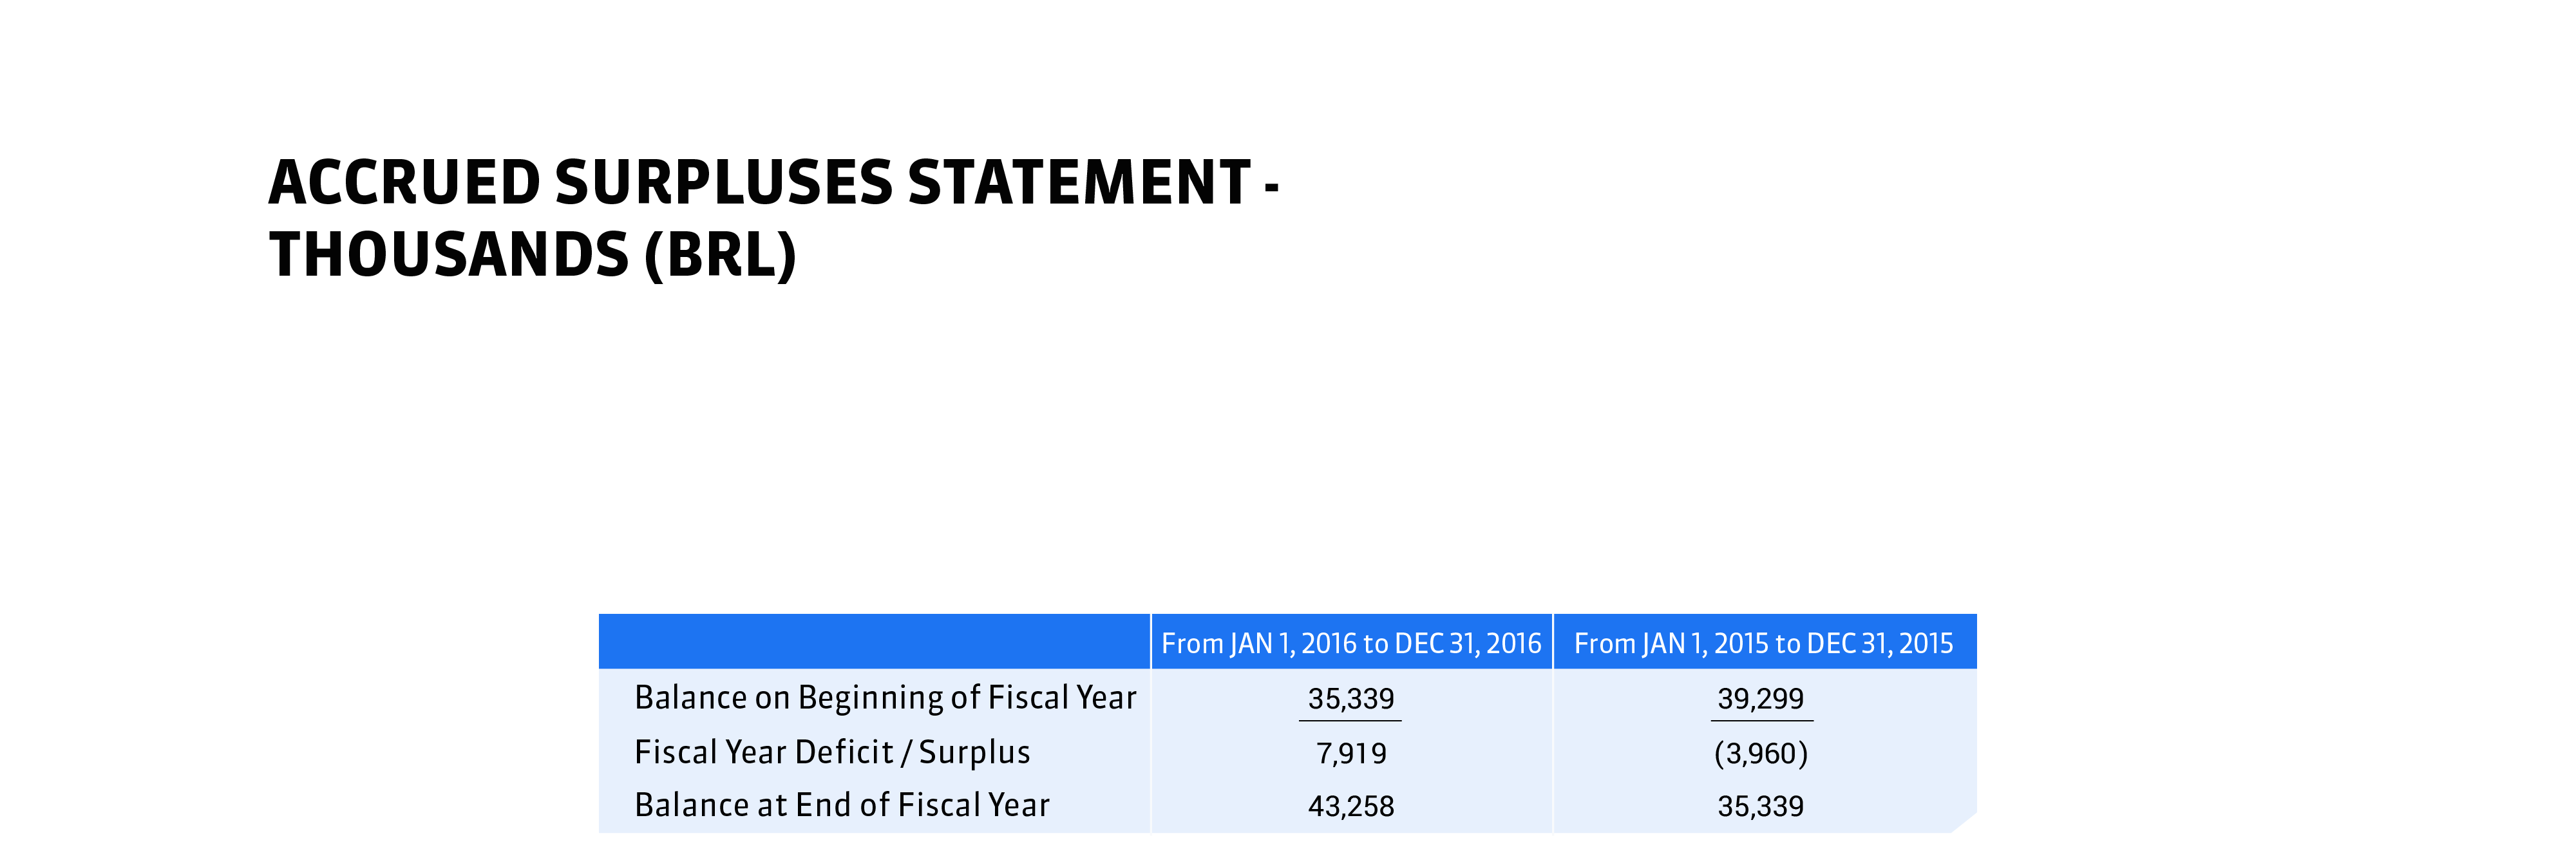 ACCRUED SURPLUSES STATEMENT -
THOUSANDS (BRL)
From JAN 1, 2016 to DEC 31, 2016 From JAN 1, 2015 to DEC 31, 2015
Balance on Beginning of Fiscal Year 35,339 39,299
Fiscal Year Deficit / Surplus 7,919 (3,960)
Balance at End of Fiscal Year 43,258 35,339